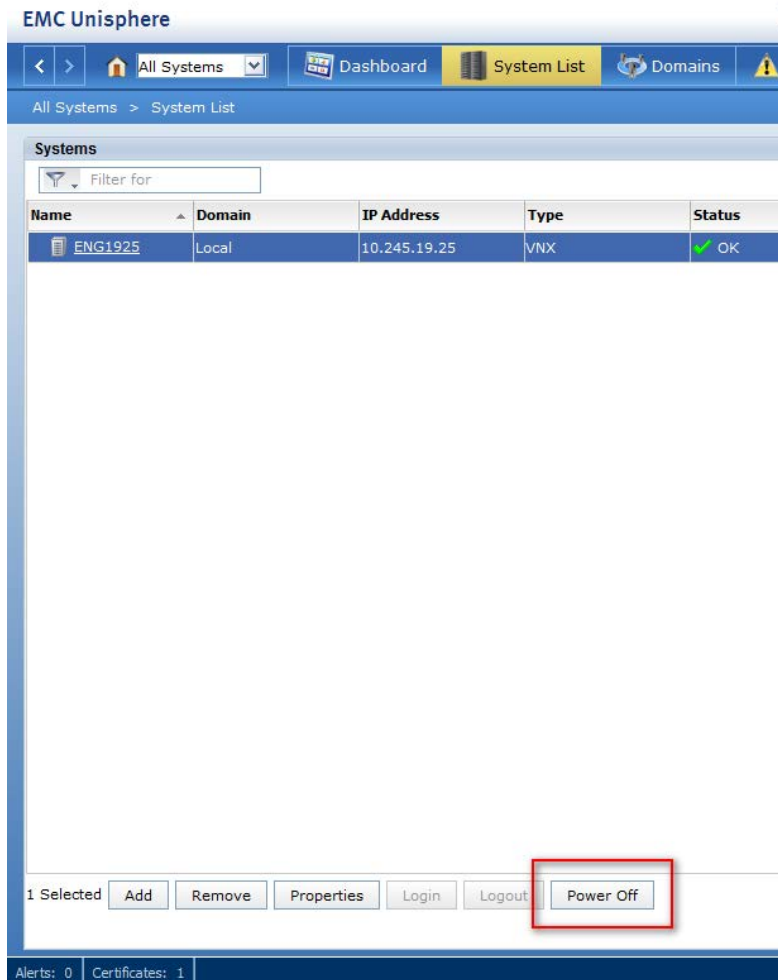 EMC Unisphere
All Systems Dashboard System List Domains
All Systems > System List
Systems
Filter for
Name Domain IP Address Type Status
ENG1925 Local 10.245.19.25 VNX OK
1 Selected Add Remove Properties Login Logout Power Off
Alerts: 0 Certificates: 1